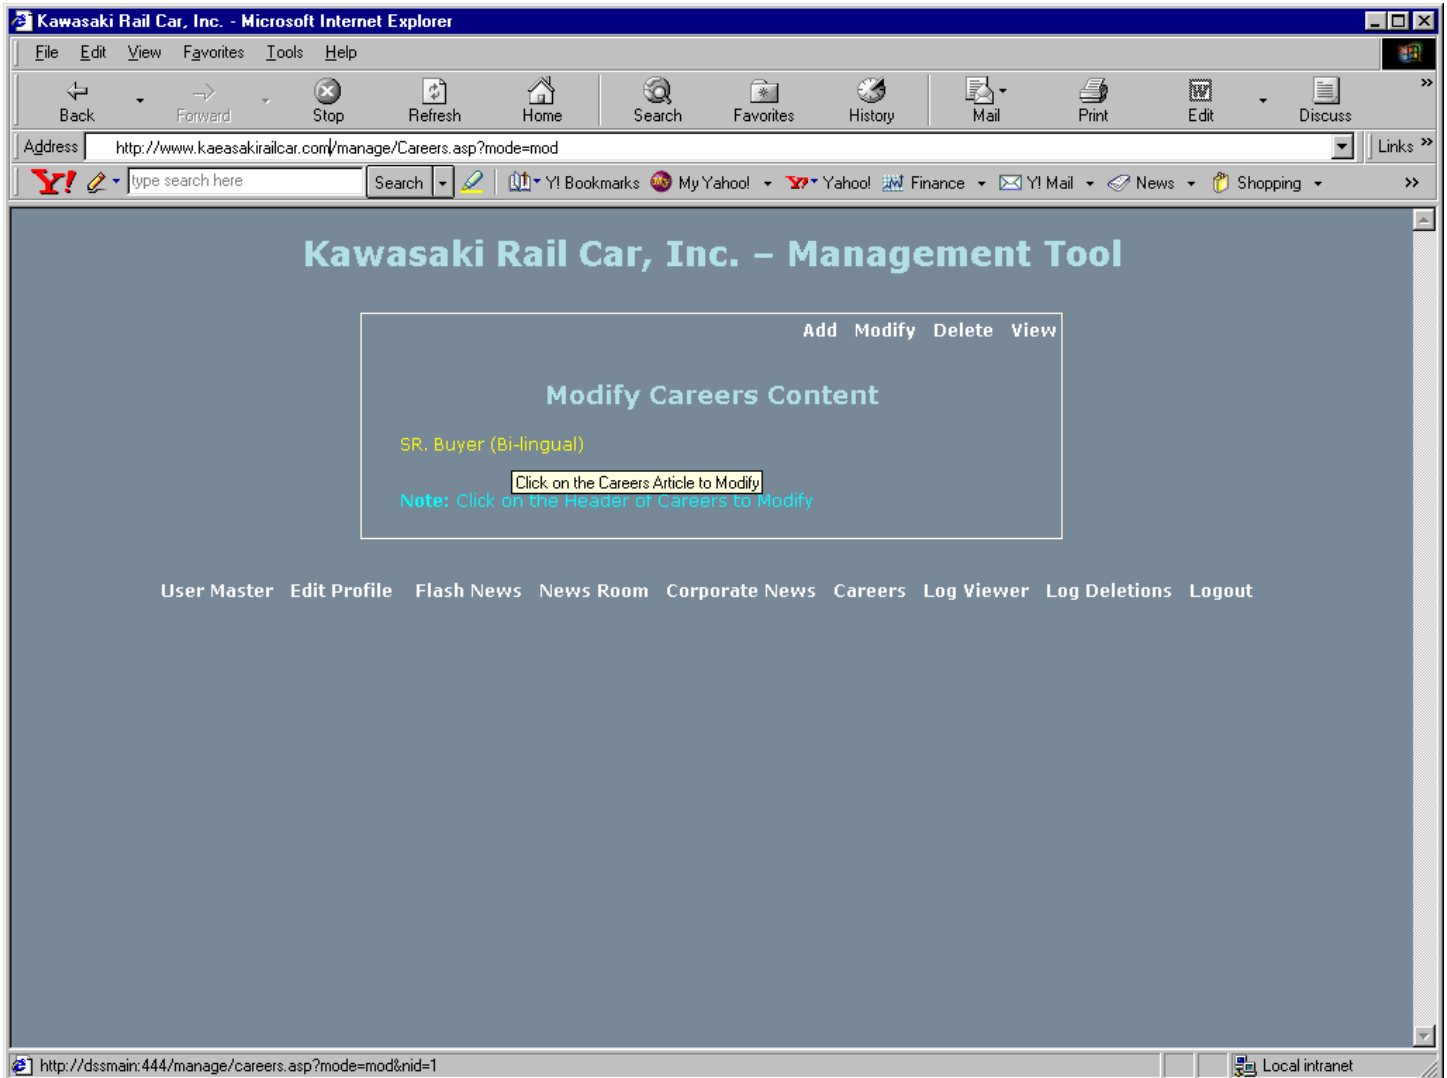 Kawasaki Rail Car, Inc. - Microsoft Internet Explorer
File Edit View Favorites Tools Help
Back Forward Stop Refresh Home Search Favorites History Mail Print Edit Discuss »
Address http://www.kaeasakirailcar.com/manage/Careers.asp?mode=mod Links »
Y! type search here Search Y! Bookmarks My Yahoo! Yahoo! Finance Y! Mail News Shopping »
Kawasaki Rail Car, Inc. – Management Tool
Add Modify Delete View
Modify Careers Content
SR. Buyer (Bi-lingual)
Click on the Careers Article to Modify
Note: Click on the Header of Careers to Modify
User Master Edit Profile Flash News News Room Corporate News Careers Log Viewer Log Deletions Logout
http://dssmain:444/manage/careers.asp?mode=mod&nid=1 Local intranet